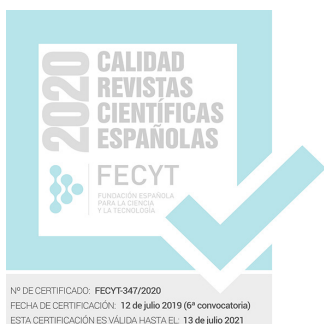 2020
CALIDAD
REVISTAS
CIENTÍFICAS
ESPAÑOLAS
FECYT
FUNDACIÓN ESPAÑOLA
PARA LA CIENCIA
Y LA TECNOLOGÍA
Nº DE CERTIFICADO: FECYT-347/2020
FECHA DE CERTIFICACIÓN: 12 de julio 2019 (6ª convocatoria)
ESTA CERTIFICACIÓN ES VÁLIDA HASTA EL: 13 de julio 2021